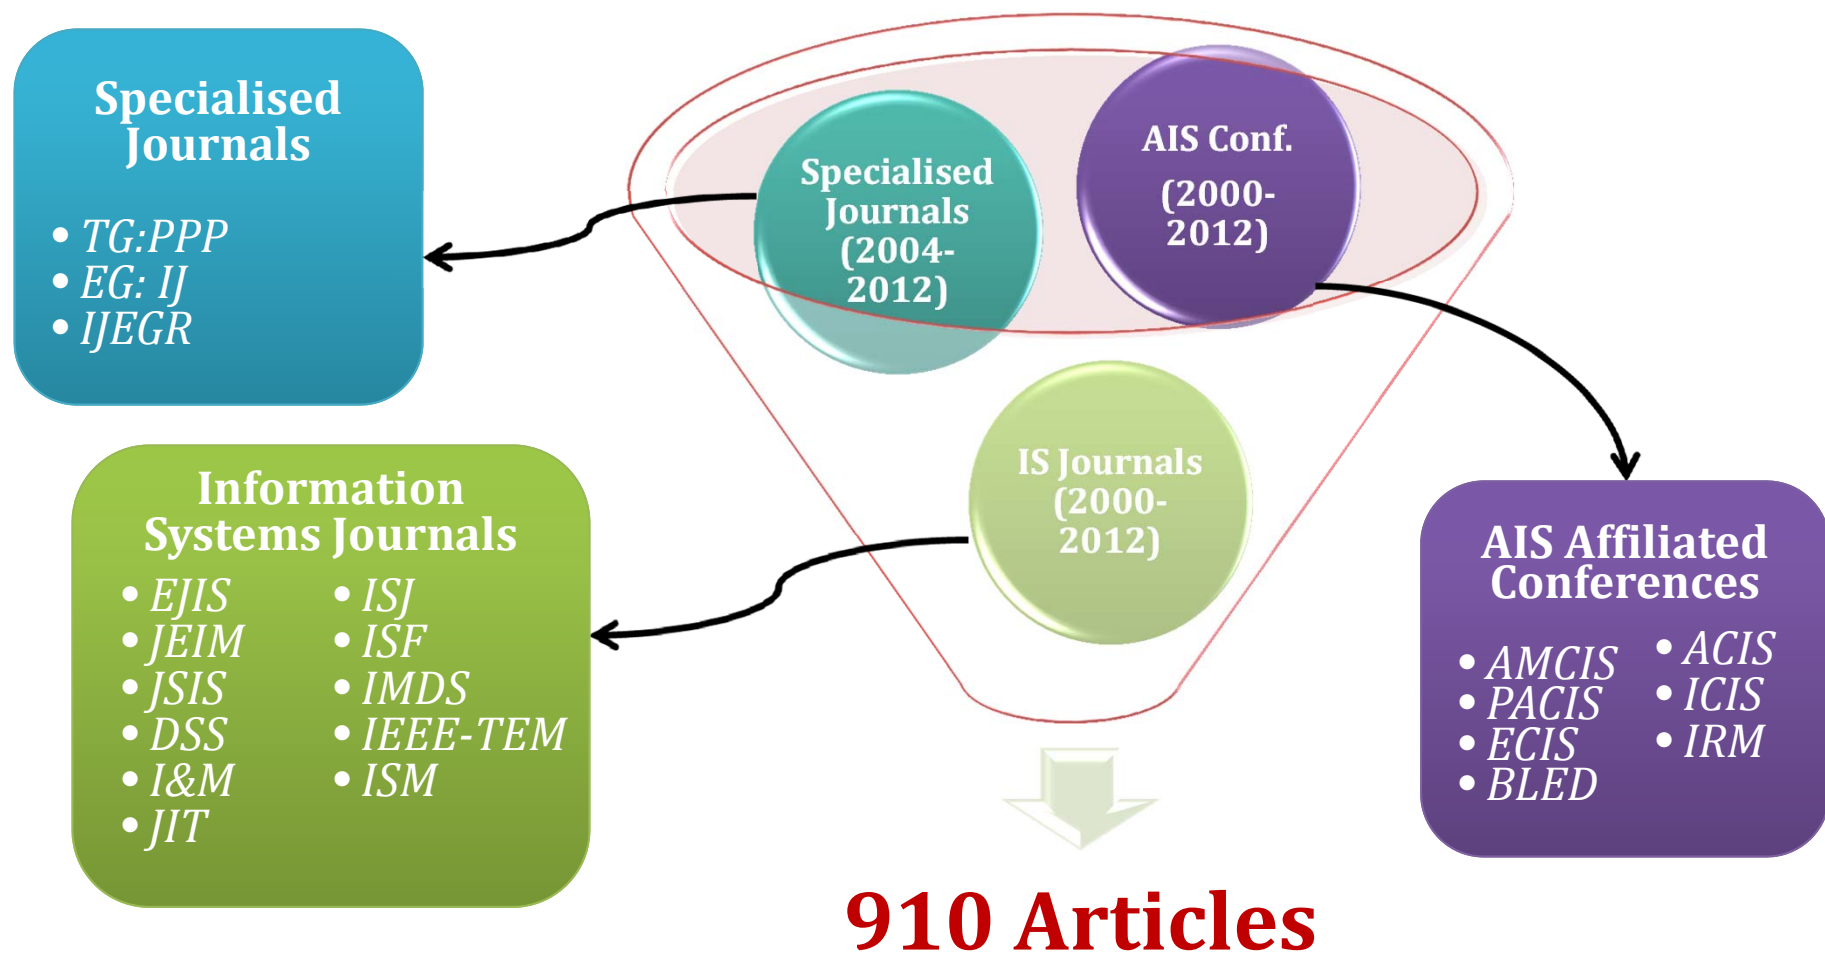 Specialised
Journals
• TG:PPP
• EG: IJ
• IJEGR
Specialised
Journals
(2004-
2012)
AIS Conf.
(2000-
2012)
IS Journals
(2000-
2012)
Information
Systems Journals
• EJIS
• JEIM
• JSIS
• DSS
• I&M
• JIT
• ISJ
• ISF
• IMDS
• IEEE-TEM
• ISM
AIS Affiliated
Conferences
• AMCIS
• PACIS
• ECIS
• BLED
• ACIS
• ICIS
• IRM
910 Articles